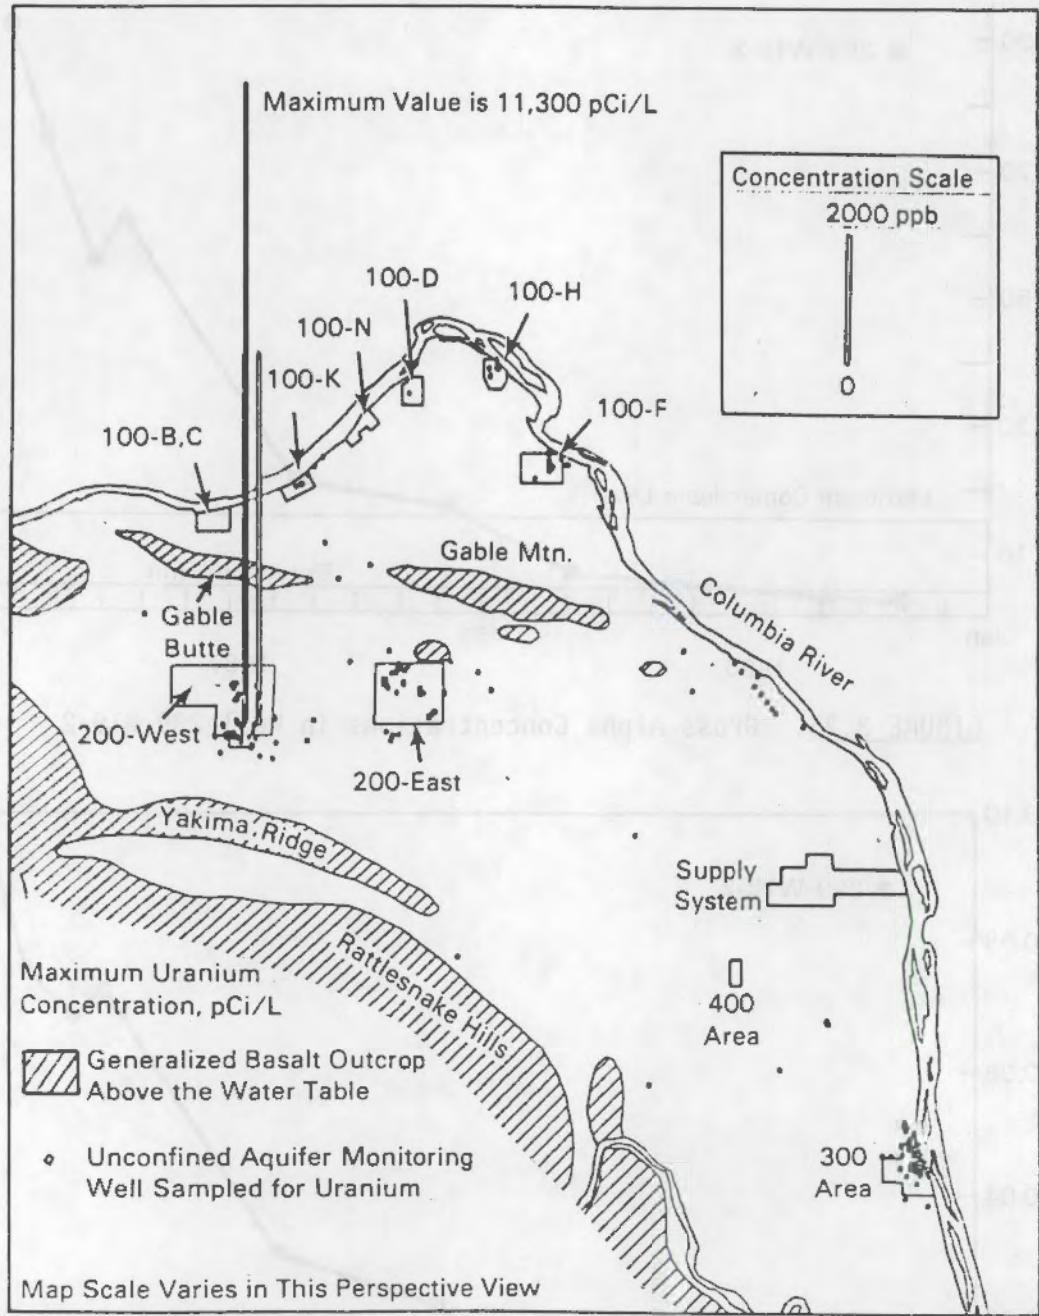 Maximum Value is 11,300 pCi/L
Concentration Scale
2000 ppb
0
100-D
100-H
100-N
100-K
100-F
100-B,C
Gable Mtn.
Gable
Butte
Columbia River
200-West
200-East
Yakima Ridge
Supply
System
Rattlesnake Hills
Maximum Uranium
Concentration, pCi/L
400
Area
Generalized Basalt Outcrop
Above the Water Table
Unconfined Aquifer Monitoring
Well Sampled for Uranium
300
Area
Map Scale Varies in This Perspective View